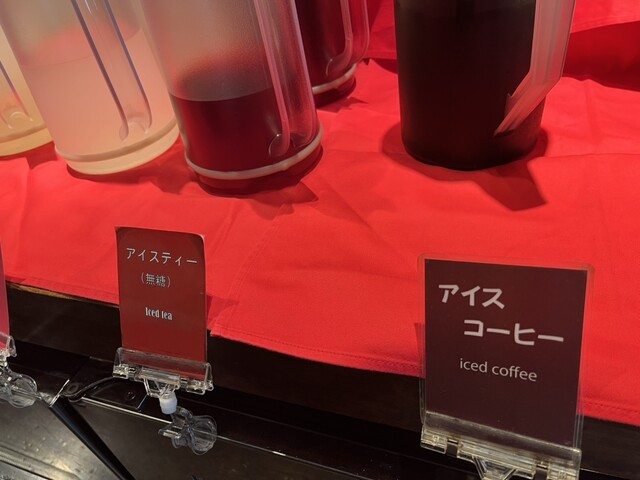 アイスティー
(無糖)
Iced tea
アイス
コーヒー
iced coffee